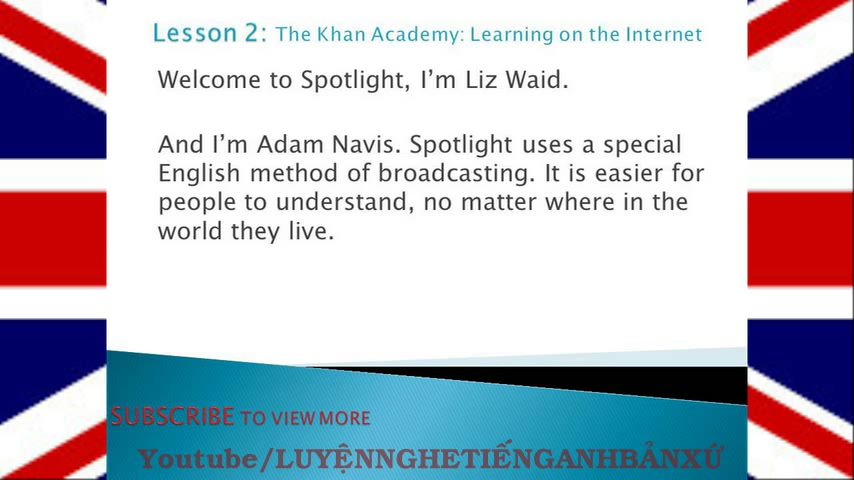 Lesson 2: The Khan Academy: Learning on the Internet
Welcome to Spotlight, I’m Liz Waid.
And I’m Adam Navis. Spotlight uses a special
English method of broadcasting. It is easier for
people to understand, no matter where in the
world they live.
SUBSCRIBE TO VIEW MORE
Youtube/LUYỆNNGHETIẾNGANHBẢNXỨ